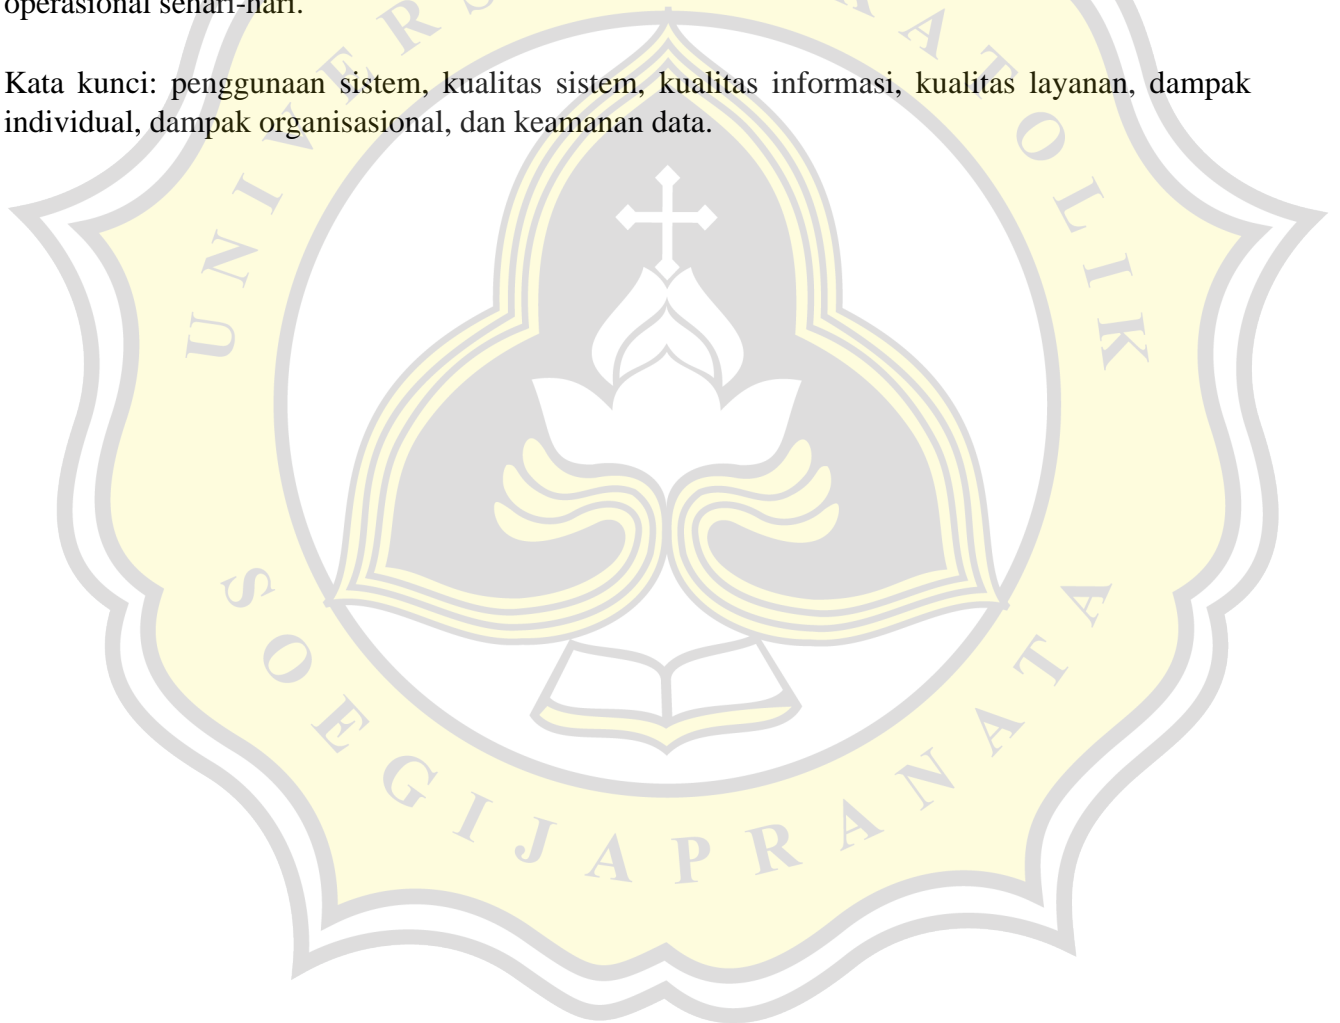 operasional sehari-hari.
Kata kunci: penggunaan sistem, kualitas sistem, kualitas informasi, kualitas layanan, dampak
individual, dampak organisasional, dan keamanan data.
UNIVERS
KATOLIK
SOEGIJAPRANATA